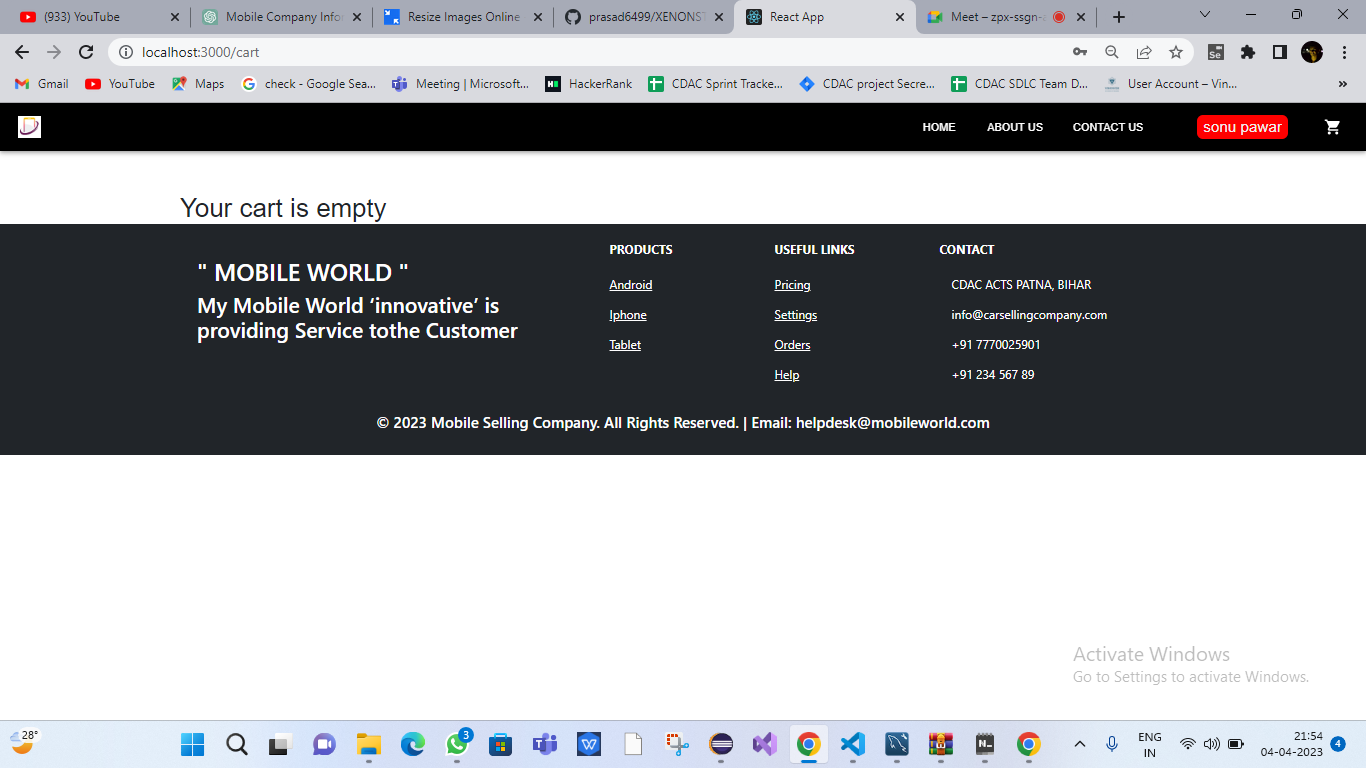 (933) YouTube
Mobile Company Info
Resize Images Online
prasad6499/XENONST
React App
Meet – zpx-ssgn-
localhost:3000/cart
Gmail
YouTube
Maps
check - Google Sea...
Meeting | Microsoft...
HackerRank
CDAC Sprint Tracke...
CDAC project Secre...
CDAC SDLC Team D...
User Account – Vin...
HOME
ABOUT US
CONTACT US
sonu pawar
Your cart is empty
" MOBILE WORLD "
My Mobile World ‘innovative’ is
providing Service tothe Customer
PRODUCTS
Android
Iphone
Tablet
USEFUL LINKS
Pricing
Settings
Orders
Help
CONTACT
CDAC ACTS PATNA, BIHAR
info@carsellingcompany.com
+91 7770025901
+91 234 567 89
© 2023 Mobile Selling Company. All Rights Reserved. | Email: helpdesk@mobileworld.com
Activate Windows
Go to Settings to activate Windows.
28°
3
ENG
IN
21:54
04-04-2023
4